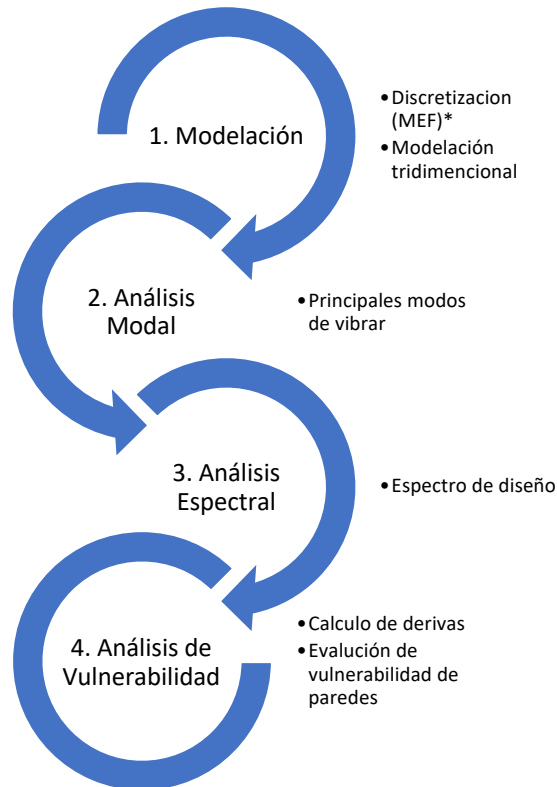 1. Modelación
•Discretizacion
(MEF)*
•Modelación
tridimencional
2. Análisis
Modal
•Principales modos
de vibrar
3. Análisis
Espectral
•Espectro de diseño
4. Análisis de
Vulnerabilidad
•Calculo de derivas
•Evalución de
vulnerabilidad de
paredes